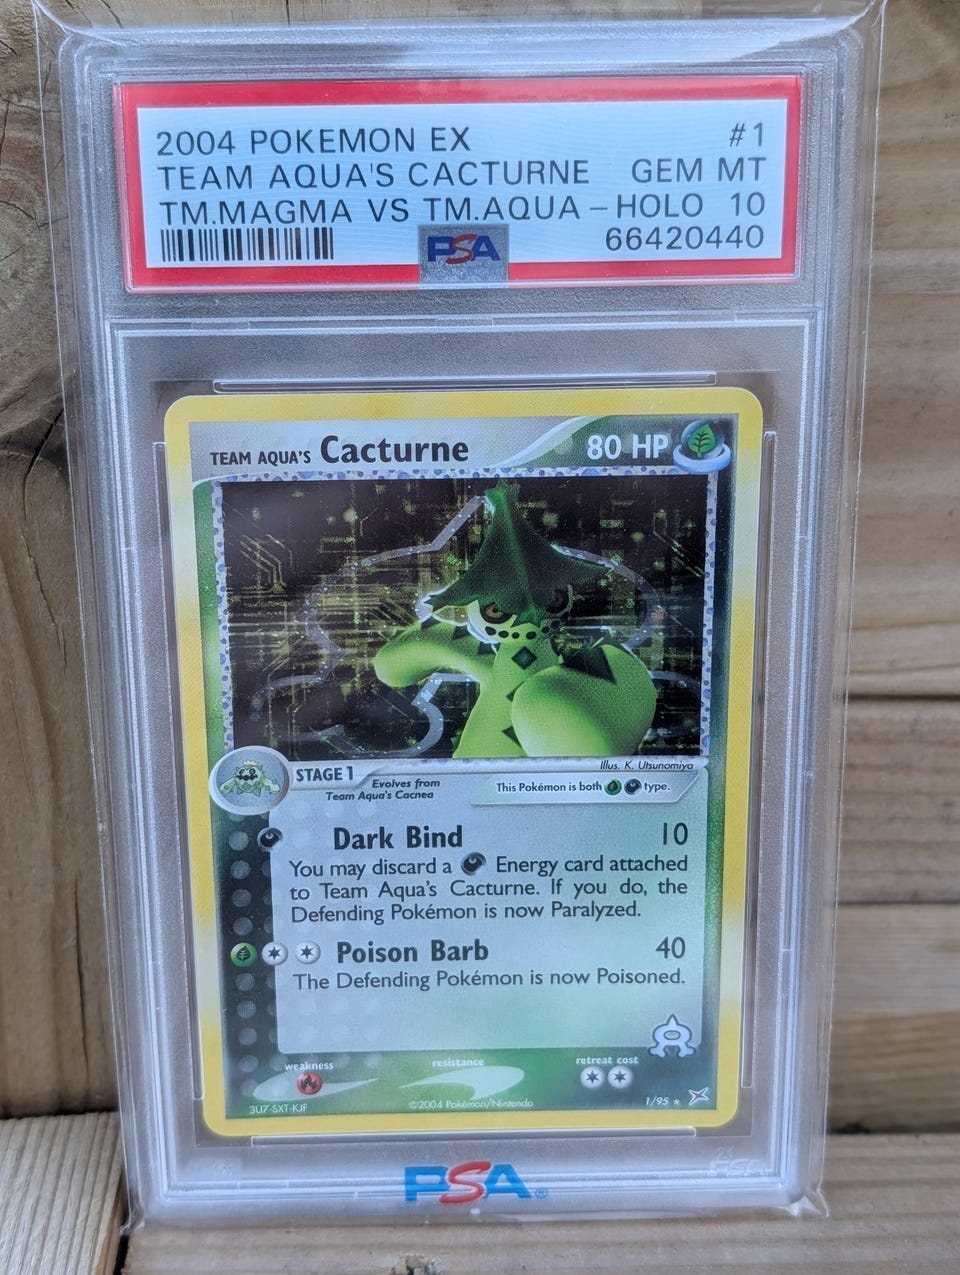 2004 POKEMON EX #1
TEAM AQUA'S CACTURNE GEM MT
TM.MAGMA VS TM.AQUA-HOLO 10
PSA 66420440
TEAM AQUA'S Cacturne 80 HP
Illus. K. Utsunomiya
STAGE 1
Evolves from
Team Aqua's Cacnea
This Pokémon is both type.
Dark Bind 10
You may discard a Energy card attached
to Team Aqua's Cacturne. If you do, the
Defending Pokémon is now Paralyzed.
Poison Barb 40
The Defending Pokémon is now Poisoned.
weakness resistance retreat cost
3U7-5XT-KJF ©2004 Pokémon/Nintendo 1/95 ★
PSA®